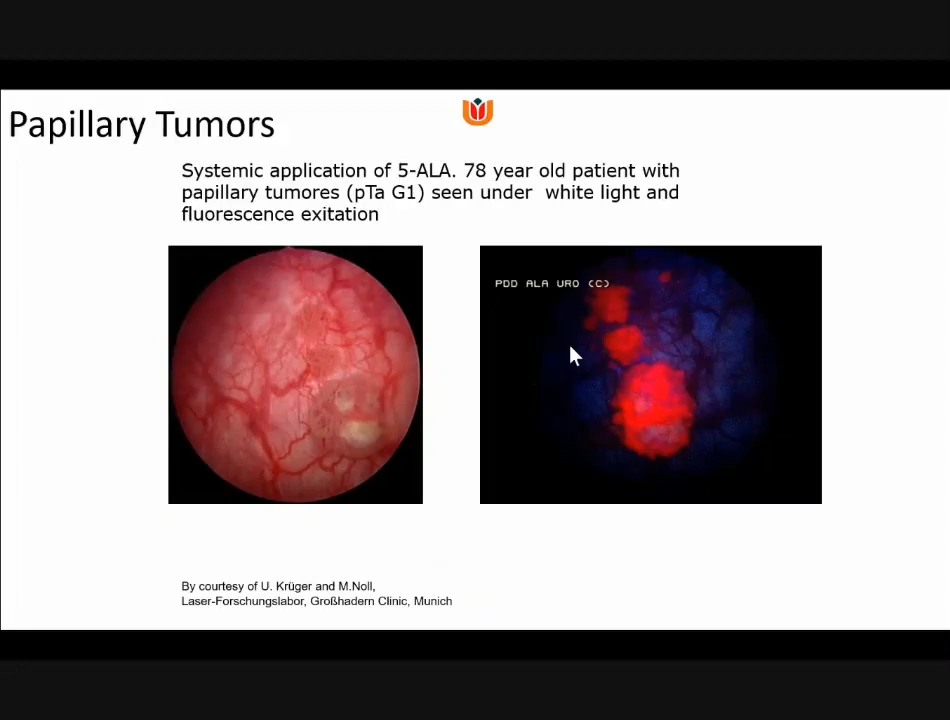 Papillary Tumors
Systemic application of 5-ALA. 78 year old patient with
papillary tumores (pTa G1) seen under white light and
fluorescence exitation
PDD ALA URO (C)
By courtesy of U. Krüger and M.Noll,
Laser-Forschungslabor, Großhadern Clinic, Munich